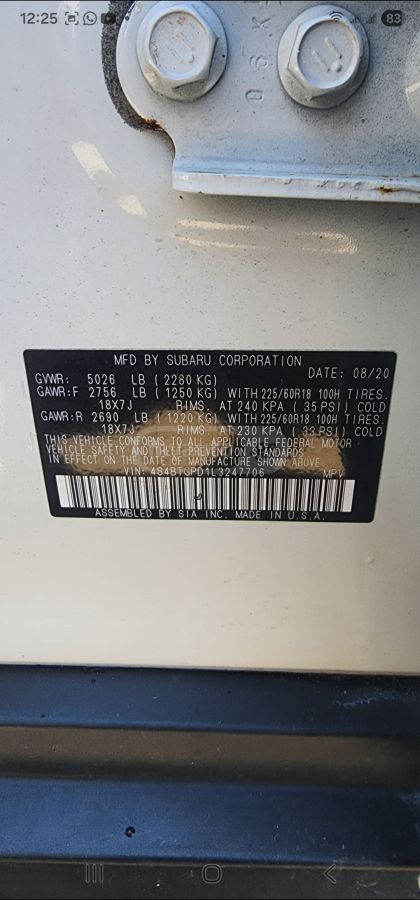 12:25
83
06K
MFD BY SUBARU CORPORATION
DATE: 08/20
GVWR: 5026 LB (2280 KG)
GAWR:F 2756 LB (1250 KG) WITH 225/60R18 100H TIRES.
18X7J RIMS. AT 240 KPA (35 PSI) COLD
GAWR:R 2690 LB (1220 KG) WITH 225/60R18 100H TIRES.
18X7J RIMS. AT 230 KPA (33 PSI) COLD
THIS VEHICLE CONFORMS TO ALL APPLICABLE FEDERAL MOTOR
VEHICLE SAFETY AND THEFT PREVENTION STANDARDS
IN EFFECT ON THE DATE OF MANUFACTURE SHOWN ABOVE.
VIN: 4S4BTGPD1L3247706 MPV
ASSEMBLED BY SIA INC. MADE IN U.S.A.